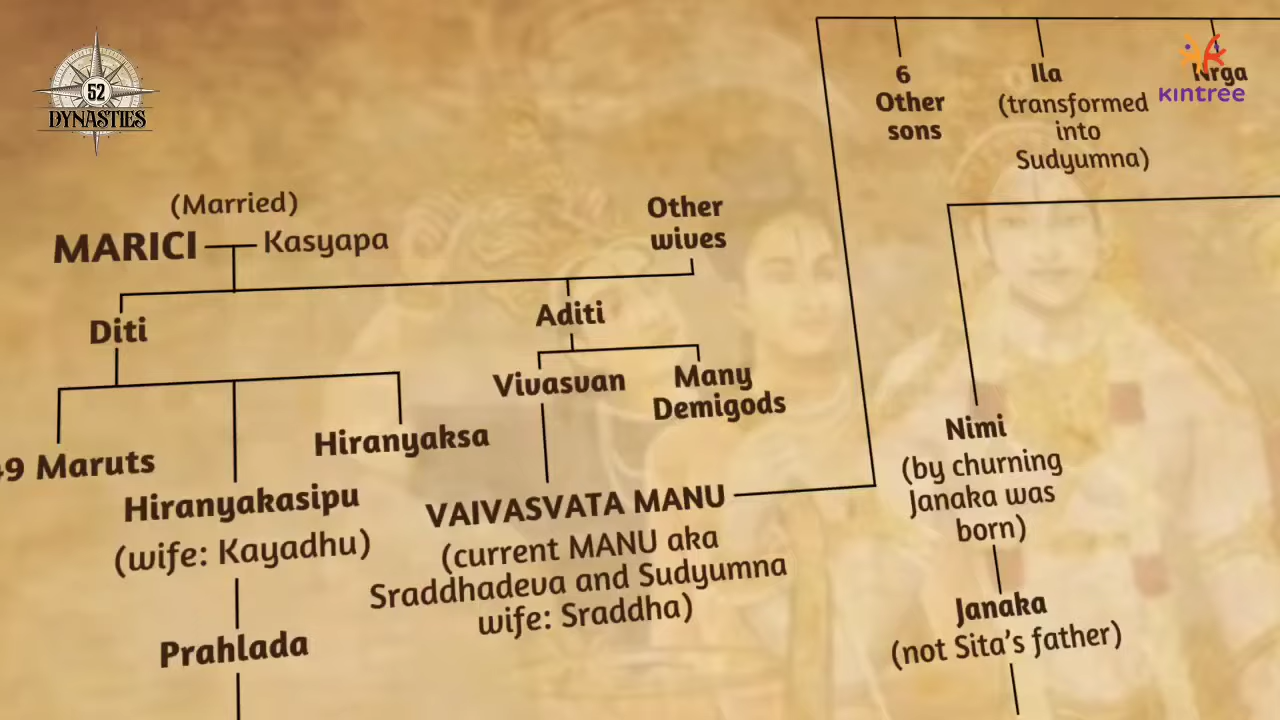 52
DYNASTIES
kintree
6
Other
sons
Ila
(transformed
into
Sudyumna)
Nrga
(Married)
MARICI
Kasyapa
Other
wives
Diti
Aditi
Vivasvan
Many
Demigods
49 Maruts
Hiranyaksa
Hiranyakasipu
(wife: Kayadhu)
Prahlada
VAIVASVATA MANU
(current MANU aka
Sraddhadeva and Sudyumna
wife: Sraddha)
Nimi
(by churning
Janaka was
born)
Janaka
(not Sita's father)